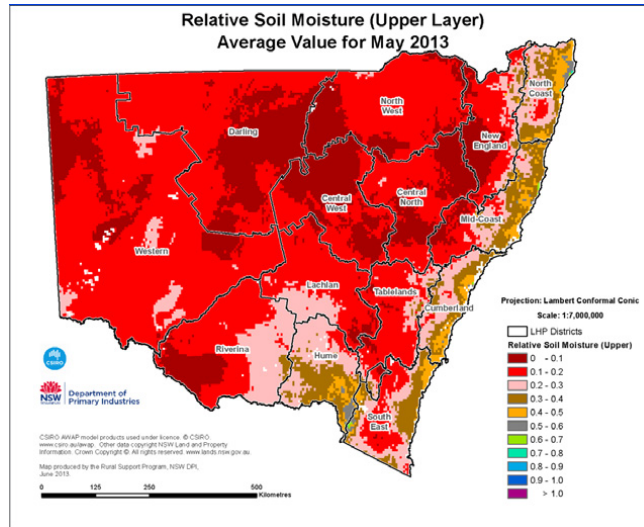 Relative Soil Moisture (Upper Layer)
Average Value for May 2013
North
Coast
North
West
Darling
New
England
Central
West
Central
North
Mid-Coast
Western
Lachlan
Tablelands
Cumberland
Riverina
Hume
South
East
Projection: Lambert Conformal Conic
Scale: 1:7,000,000
LHP Districts
Relative Soil Moisture (Upper)
0 - 0.1
0.1 - 0.2
0.2 - 0.3
0.3 - 0.4
0.4 - 0.5
0.5 - 0.6
0.6 - 0.7
0.7 - 0.8
0.8 - 0.9
0.9 - 1.0
> 1.0
CSIRO
NSW
Department of
Primary Industries
CSIRO AWAP model products used under licence. © CSIRO.
www.csiro.au/awap. Other data copyright NSW Land and Property
Information. Crown Copyright ©. All rights reserved. www.lands.nsw.gov.au.
Map produced by the Rural Support Program, NSW DPI,
June 2013.
0 125 250 500
Kilometres